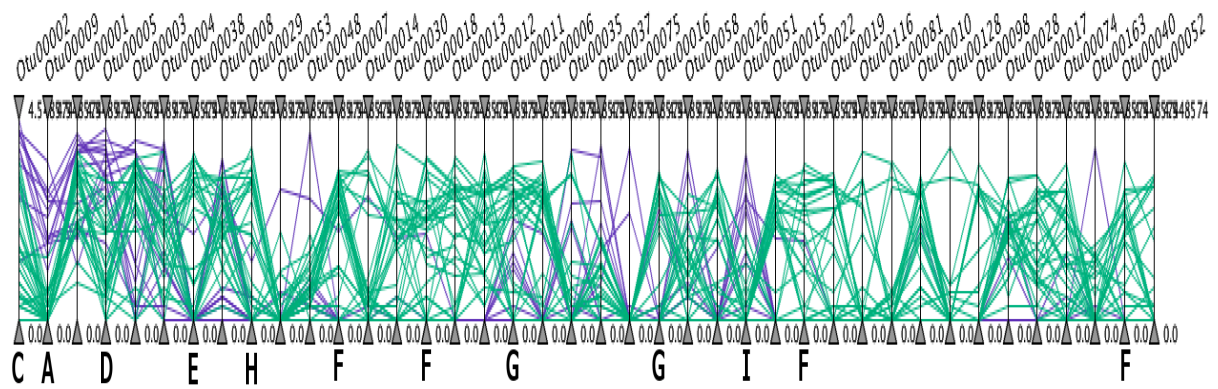 Otu00002 Otu00009 Otu00001 Otu00005 Otu00003 Otu00004 Otu00038 Otu00008 Otu00029 Otu00053 Otu00048 Otu00007 Otu00014 Otu00030 Otu00018 Otu00013 Otu00012 Otu00011 Otu00006 Otu00035 Otu00037 Otu00075 Otu00016 Otu00058 Otu00026 Otu00051 Otu00015 Otu00022 Otu00019 Otu00116 Otu00081 Otu00010 Otu00128 Otu00098 Otu00028 Otu00017 Otu00074 Otu00163 Otu00040 Otu00052
0.0 0.0 0.0 0.0 0.0 0.0 0.0 0.0 0.0 0.0 0.0 0.0 0.0 0.0 0.0 0.0 0.0 0.0 0.0 0.0 0.0 0.0 0.0 0.0 0.0 0.0 0.0 0.0 0.0 0.0 0.0 0.0 0.0 0.0 0.0 0.0 0.0 0.0 0.0 0.0
C A D E H F F G G I F F